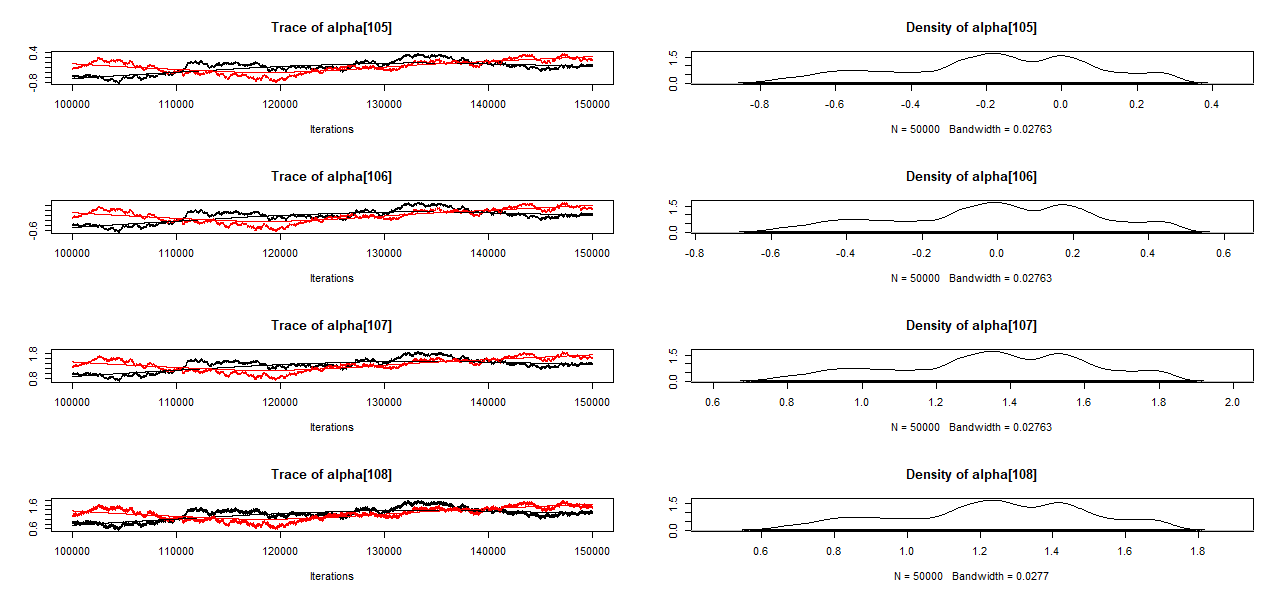 Trace of alpha[105]
0.4
-0.8
100000 110000 120000 130000 140000 150000
Iterations
Density of alpha[105]
1.5
0.0
-0.8 -0.6 -0.4 -0.2 0.0 0.2 0.4
N = 50000 Bandwidth = 0.02763
Trace of alpha[106]
-0.6
100000 110000 120000 130000 140000 150000
Iterations
Density of alpha[106]
1.5
0.0
-0.8 -0.6 -0.4 -0.2 0.0 0.2 0.4 0.6
N = 50000 Bandwidth = 0.02763
Trace of alpha[107]
1.8
0.8
100000 110000 120000 130000 140000 150000
Iterations
Density of alpha[107]
1.5
0.0
0.6 0.8 1.0 1.2 1.4 1.6 1.8 2.0
N = 50000 Bandwidth = 0.02763
Trace of alpha[108]
1.6
0.6
100000 110000 120000 130000 140000 150000
Iterations
Density of alpha[108]
1.5
0.0
0.6 0.8 1.0 1.2 1.4 1.6 1.8
N = 50000 Bandwidth = 0.0277